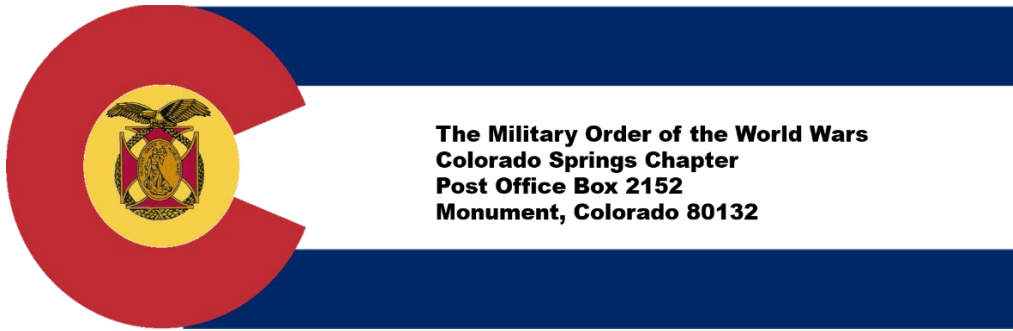 The Military Order of the World Wars
Colorado Springs Chapter
Post Office Box 2152
Monument, Colorado 80132